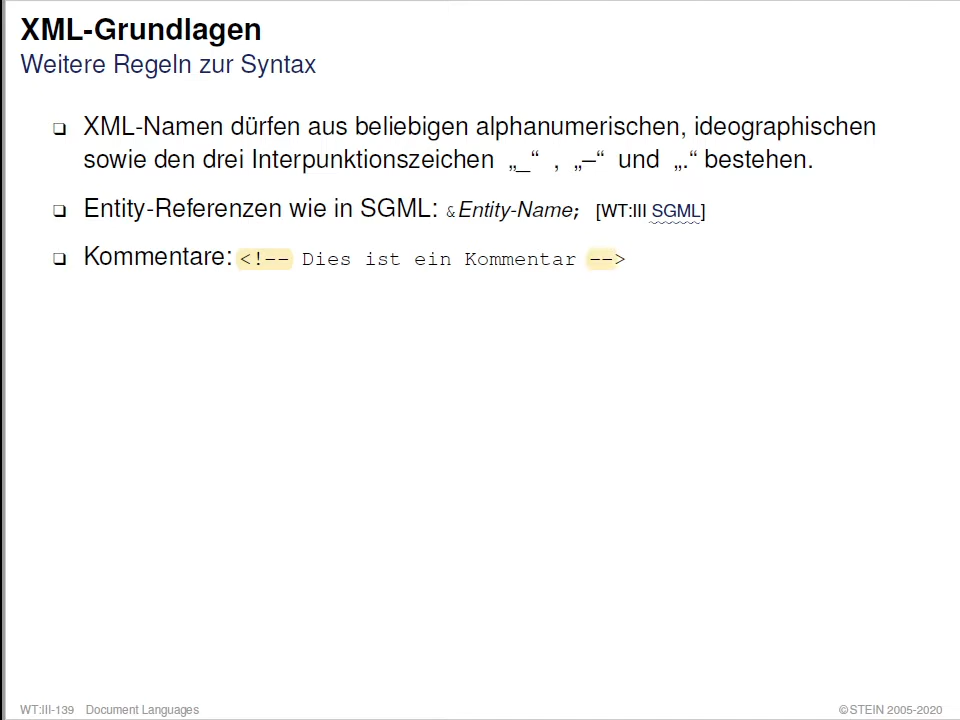 XML-Grundlagen
Weitere Regeln zur Syntax
❑ XML-Namen dürfen aus beliebigen alphanumerischen, ideographischen
sowie den drei Interpunktionszeichen „_“ , „–“ und „.“ bestehen.
❑ Entity-Referenzen wie in SGML: &Entity-Name; [WT:III SGML]
❑ Kommentare: <!-- Dies ist ein Kommentar -->
WT:III-139 Document Languages ©STEIN 2005-2020